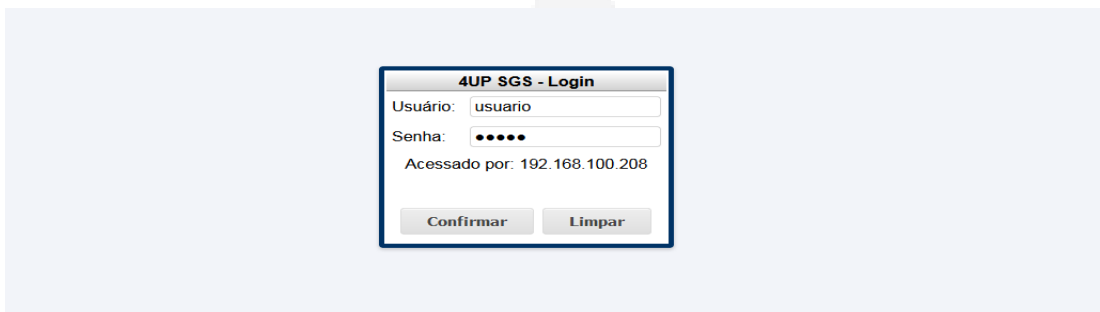 4UP SGS - Login
Usuário: usuario
Senha: •••••
Acessado por: 192.168.100.208
Confirmar Limpar